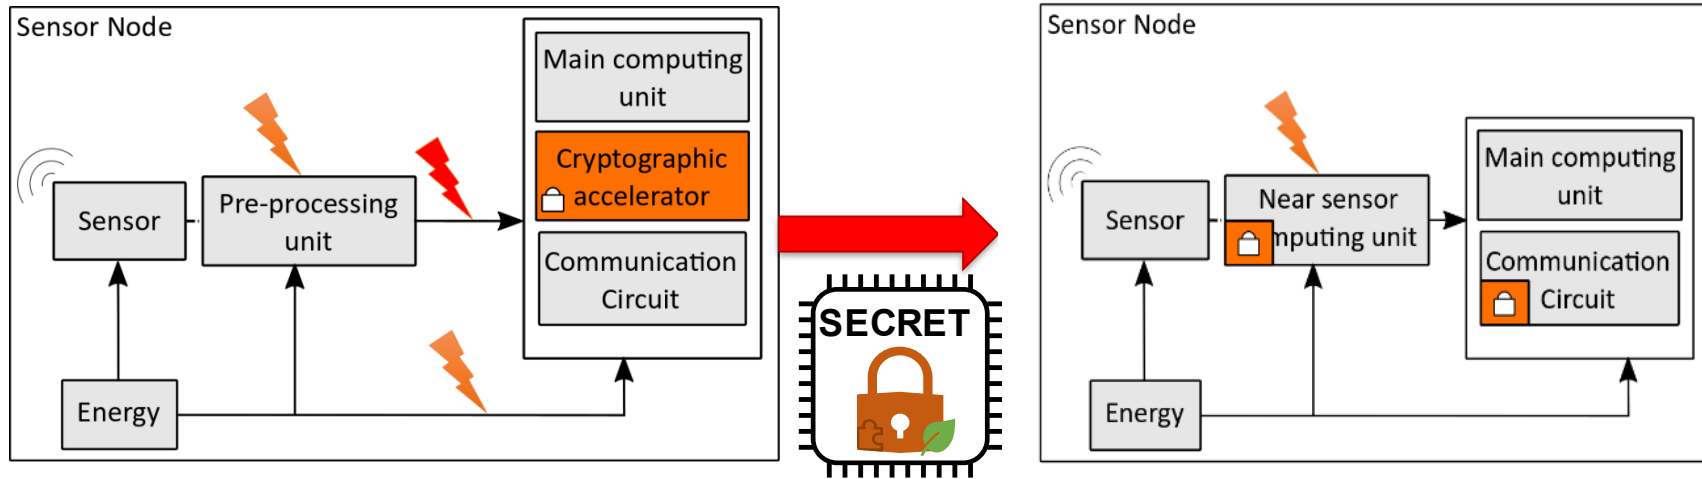 Sensor Node
Main computing
unit
Cryptographic
accelerator
Sensor
Pre-processing
unit
Communication
Circuit
Energy
SECRET
Sensor Node
Main computing
unit
Sensor
Near sensor
mputing unit
Communication
Circuit
Energy